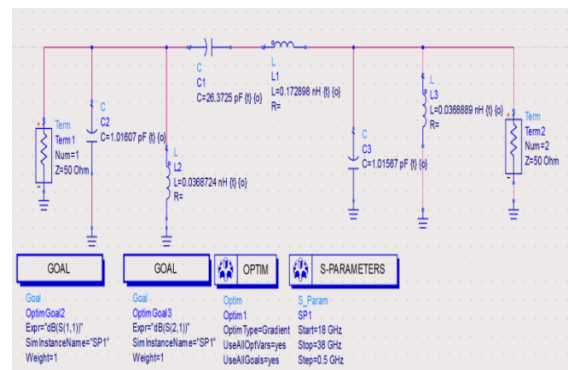 C
C1
C=26.3725 pF {t} {o}
L
L1
L=0.172898 nH {t} {o}
R=
C
C2
C=1.01607 pF {t} {o}
L
L3
L=0.0368889 nH {t} {o}
R=
Term
Term1
Num=1
Z=50 Ohm
L
L2
L=0.0368724 nH {t} {o}
R=
C
C3
C=1.01567 pF {t} {o}
Term
Term2
Num=2
Z=50 Ohm
GOAL
Goal
OptimGoal2
Expr="dB(S(1,1))"
SimInstanceName="SP1"
Weight=1
GOAL
Goal
OptimGoal3
Expr="dB(S(2,1))"
SimInstanceName="SP1"
Weight=1
OPTIM
Optim
Optim1
OptimType=Gradient
UseAllOptVars=yes
UseAllGoals=yes
S-PARAMETERS
S_Param
SP1
Start=18 GHz
Stop=38 GHz
Step=0.5 GHz